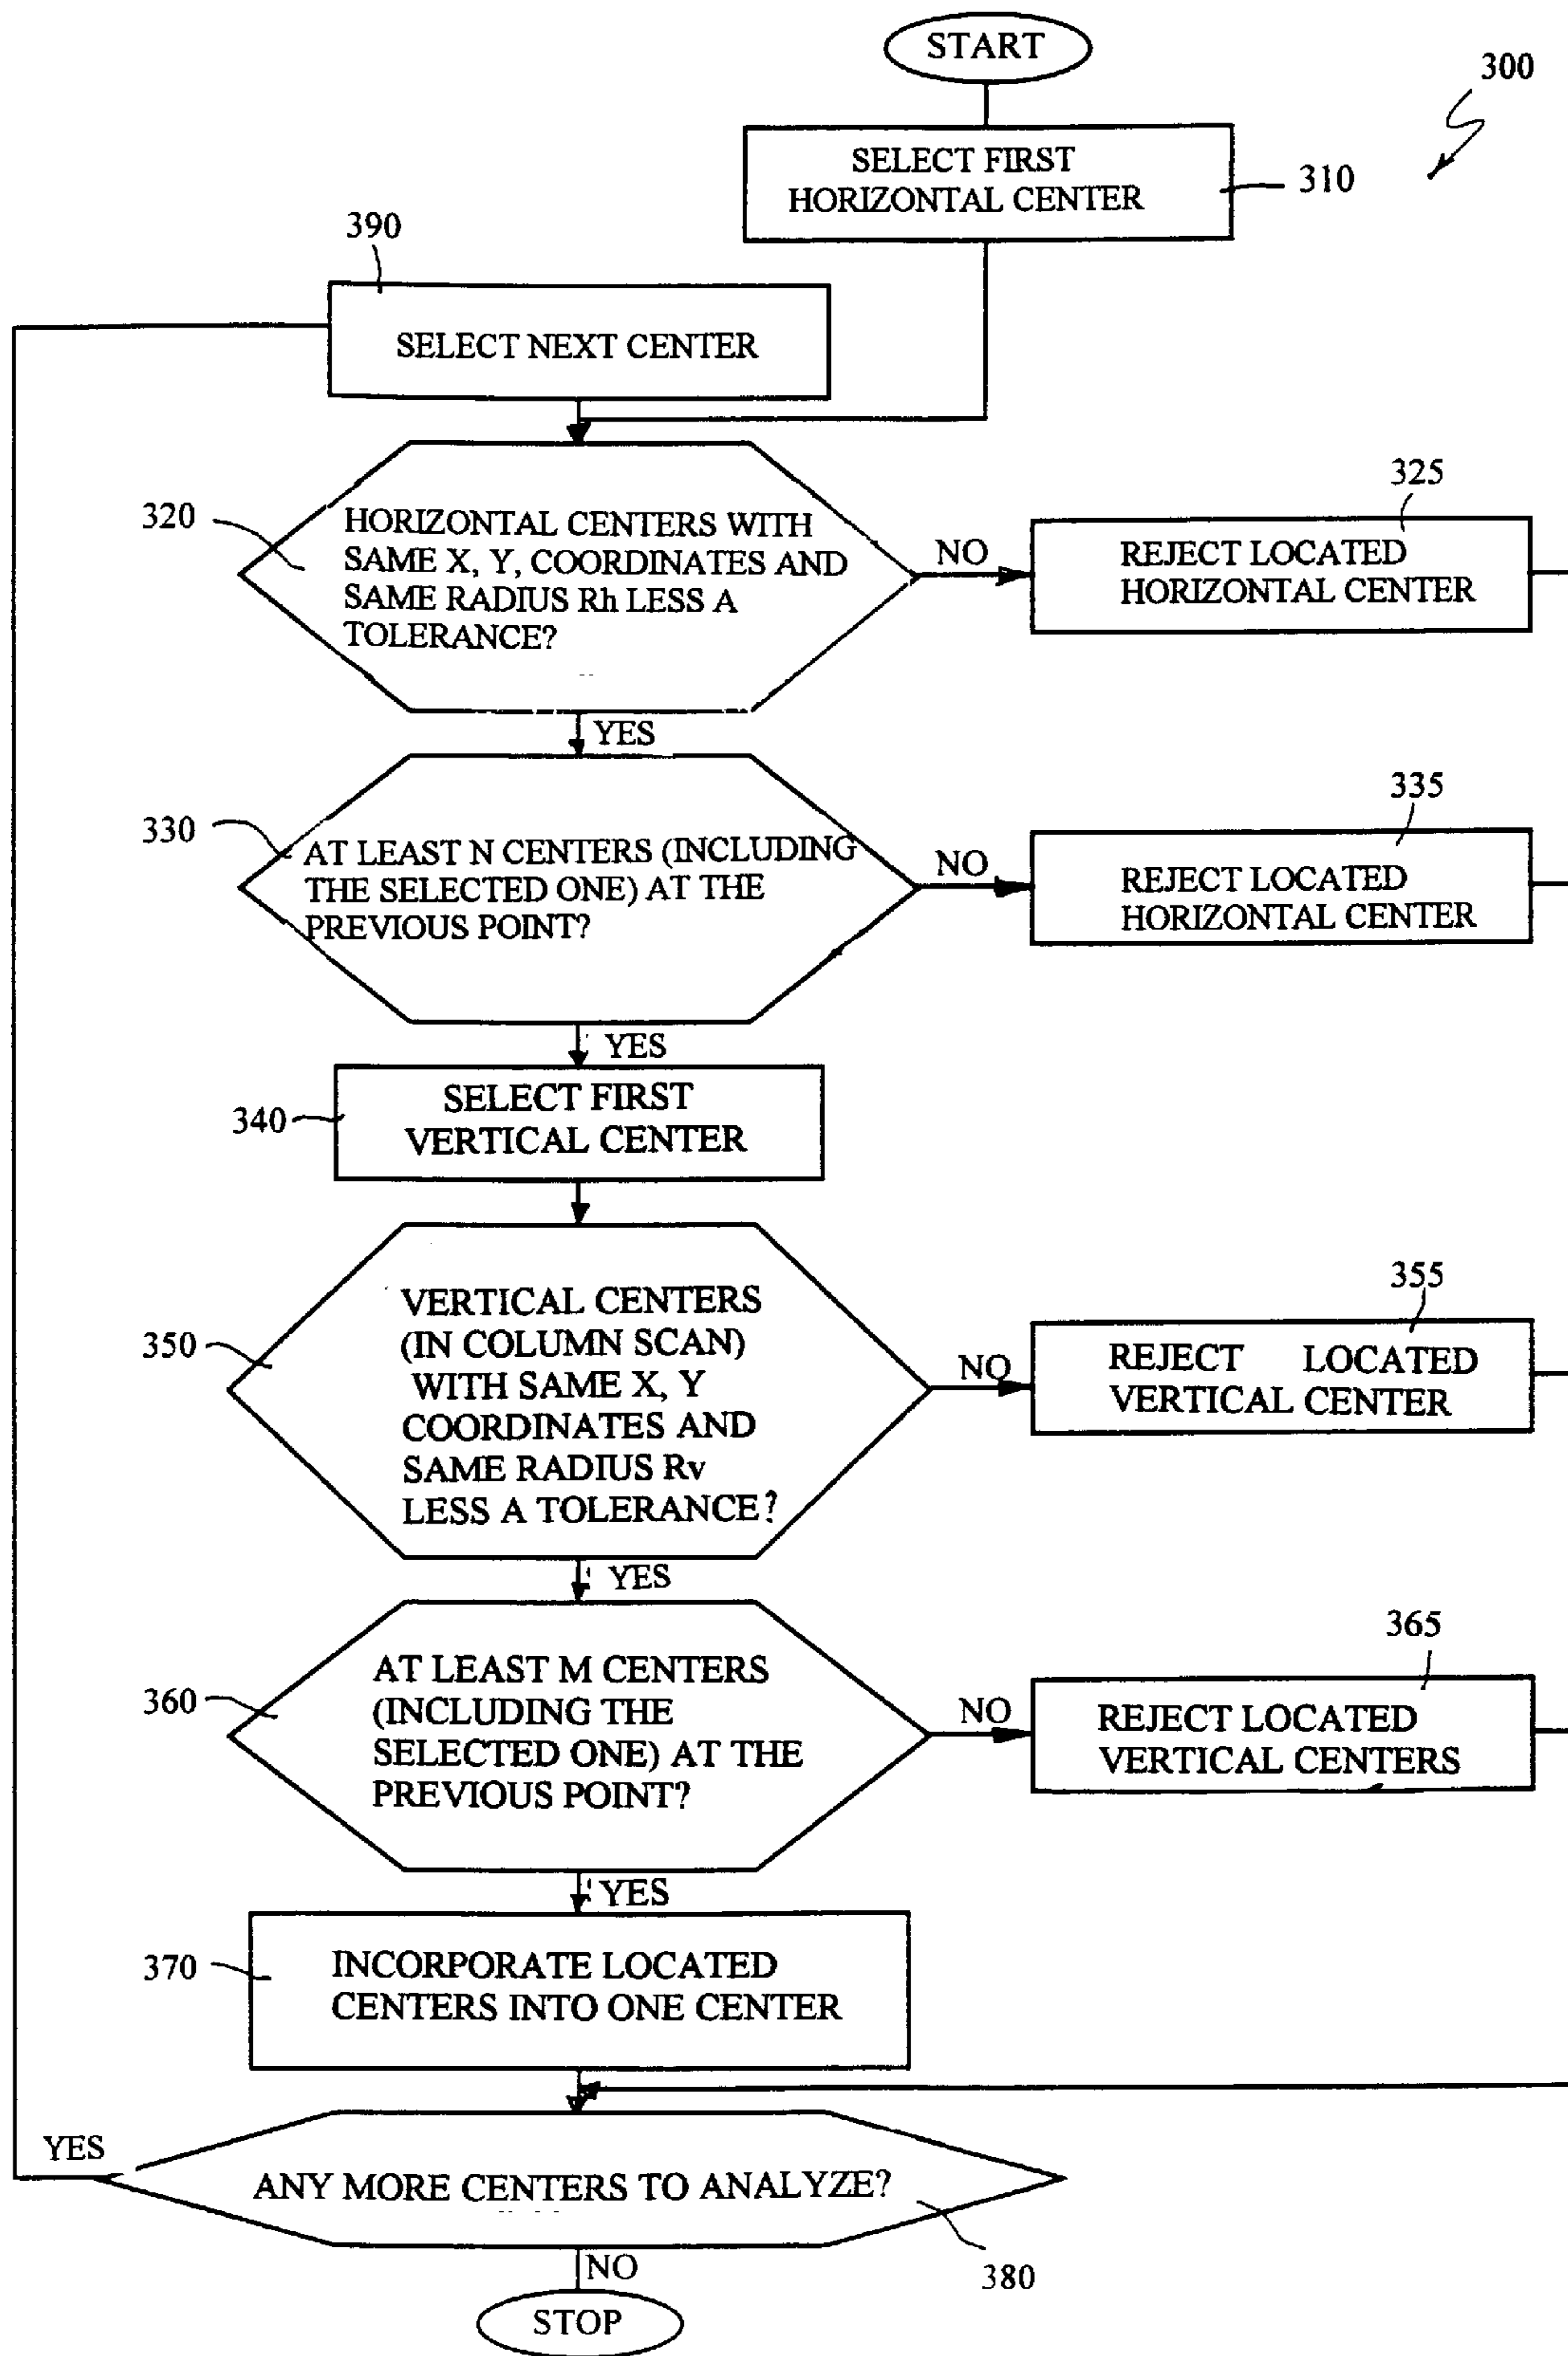 START
300
SELECT FIRST
HORIZONTAL CENTER
310
390
SELECT NEXT CENTER
320
HORIZONTAL CENTERS WITH
SAME X, Y, COORDINATES AND
SAME RADIUS Rh LESS A
TOLERANCE?
NO
325
REJECT LOCATED
HORIZONTAL CENTER
YES
330
AT LEAST N CENTERS (INCLUDING
THE SELECTED ONE) AT THE
PREVIOUS POINT?
NO
335
REJECT LOCATED
HORIZONTAL CENTER
YES
340
SELECT FIRST
VERTICAL CENTER
350
VERTICAL CENTERS
(IN COLUMN SCAN)
WITH SAME X, Y
COORDINATES AND
SAME RADIUS Rv
LESS A TOLERANCE?
NO
355
REJECT LOCATED
VERTICAL CENTER
YES
360
AT LEAST M CENTERS
(INCLUDING THE
SELECTED ONE) AT THE
PREVIOUS POINT?
NO
365
REJECT LOCATED
VERTICAL CENTERS
YES
370
INCORPORATE LOCATED
CENTERS INTO ONE CENTER
YES
ANY MORE CENTERS TO ANALYZE?
380
NO
STOP